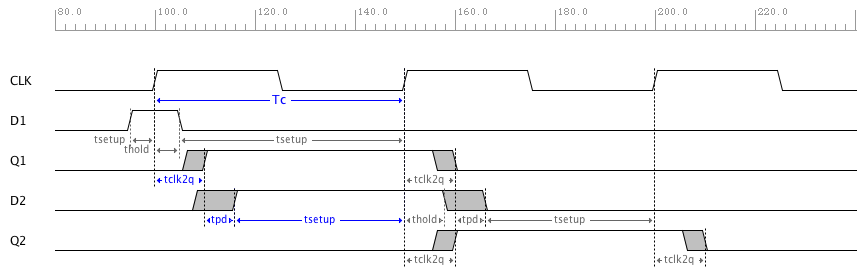 80.0 100.0 120.0 140.0 160.0 180.0 200.0 220.0
CLK
Tc
D1
tsetup tsetup
thold
Q1
tclk2q tclk2q
D2
tpd tsetup thold tpd tsetup
Q2
tclk2q tclk2q